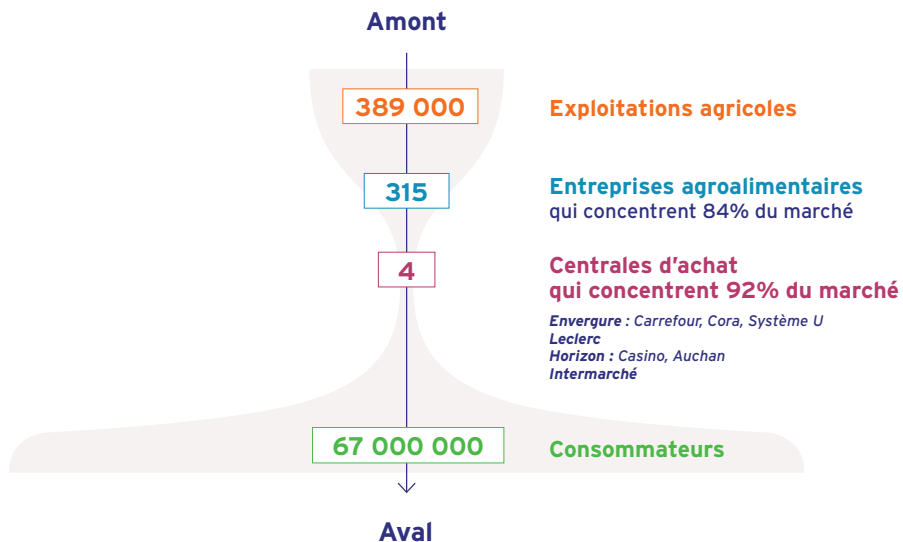 Amont
389 000
Exploitations agricoles
315
Entreprises agroalimentaires
qui concentrent 84% du marché
4
Centrales d'achat
qui concentrent 92% du marché
Envergure : Carrefour, Cora, Système U
Leclerc
Horizon : Casino, Auchan
Intermarché
67 000 000
Consommateurs
Aval